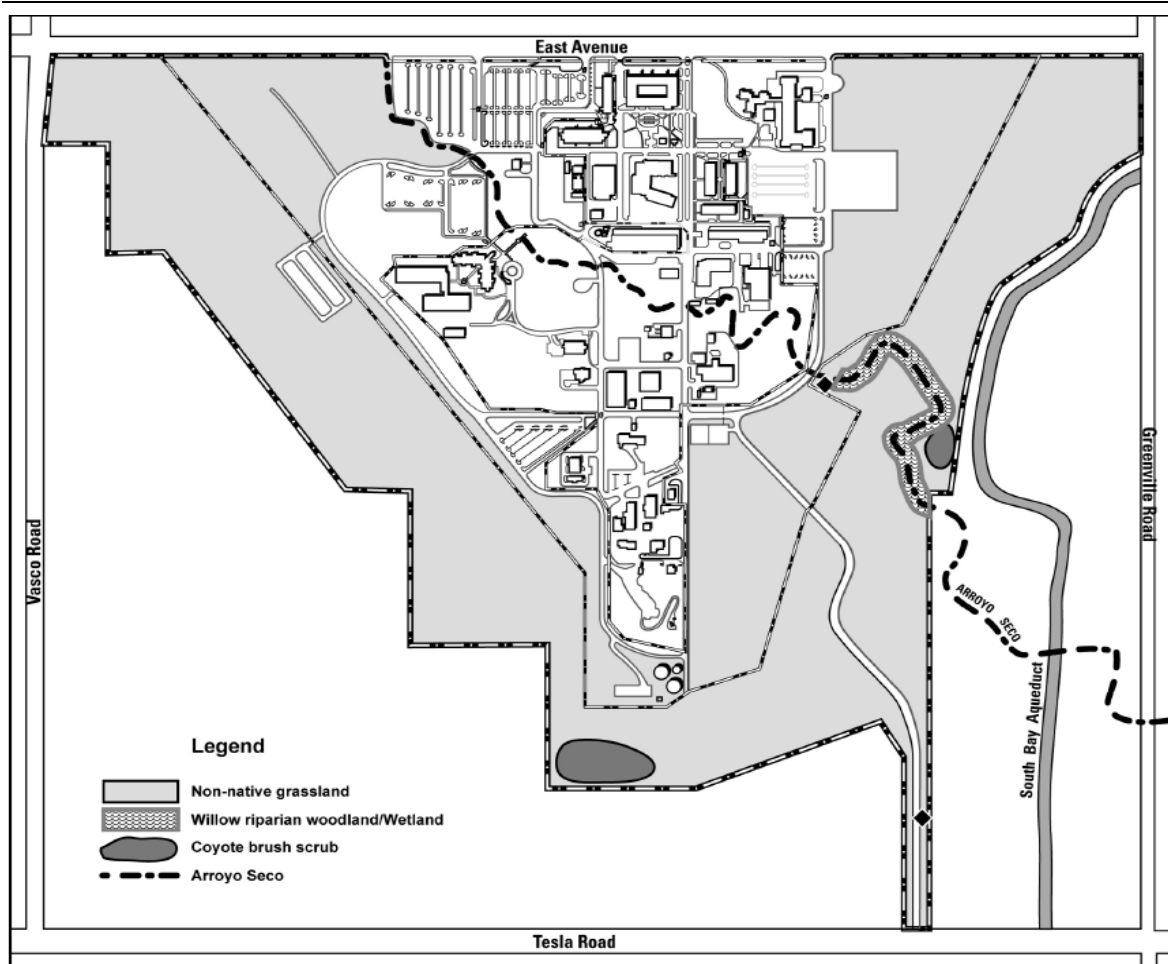 East Avenue
Vasco Road
Greenville Road
ARROYO SECO
South Bay Aqueduct
Legend
Non-native grassland
Willow riparian woodland/Wetland
Coyote brush scrub
Arroyo Seco
Tesla Road